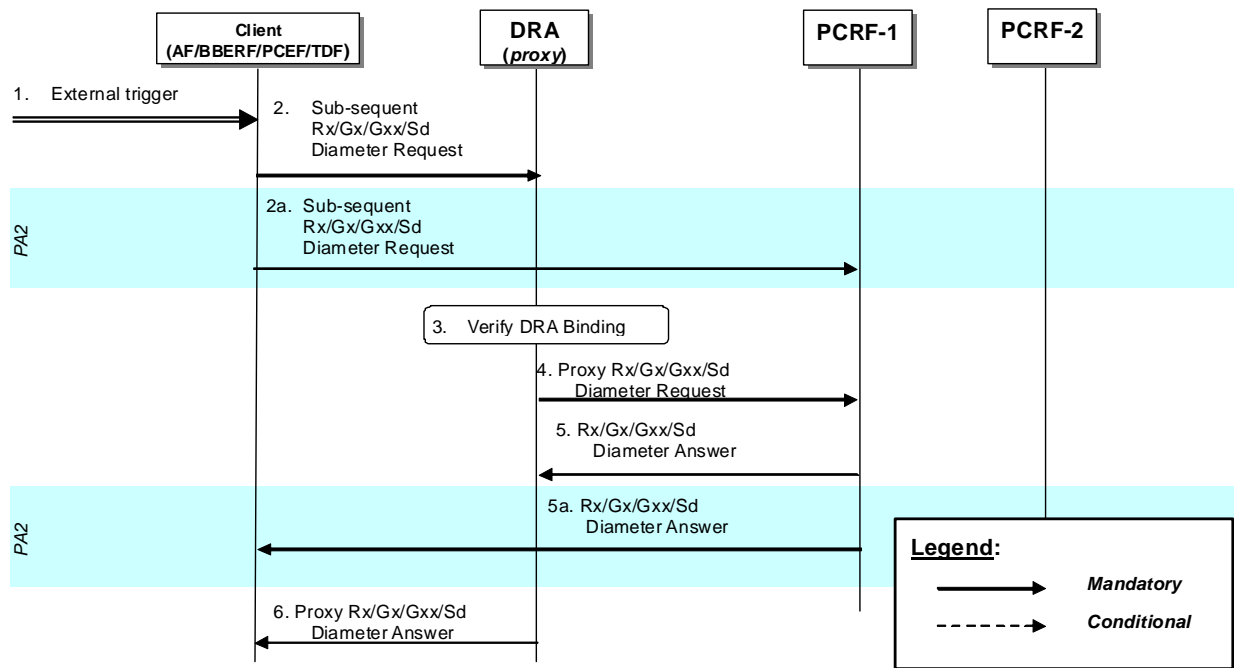 Client
(AF/BBERF/PCEF/TDF)
DRA
(proxy)
PCRF-1
PCRF-2
1. External trigger
2. Sub-sequent
Rx/Gx/Gxx/Sd
Diameter Request
PA2
2a. Sub-sequent
Rx/Gx/Gxx/Sd
Diameter Request
3. Verify DRA Binding
4. Proxy Rx/Gx/Gxx/Sd
Diameter Request
5. Rx/Gx/Gxx/Sd
Diameter Answer
PA2
5a. Rx/Gx/Gxx/Sd
Diameter Answer
6. Proxy Rx/Gx/Gxx/Sd
Diameter Answer
Legend:
Mandatory
Conditional